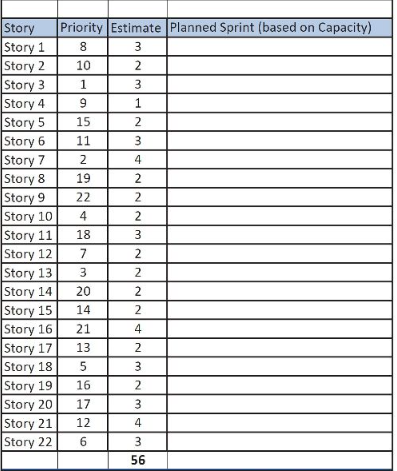 Story Priority Estimate Planned Sprint (based on Capacity)
Story 1 8 3
Story 2 10 2
Story 3 1 3
Story 4 9 1
Story 5 15 2
Story 6 11 3
Story 7 2 4
Story 8 19 2
Story 9 22 2
Story 10 4 2
Story 11 18 3
Story 12 7 2
Story 13 3 2
Story 14 20 2
Story 15 14 2
Story 16 21 4
Story 17 13 2
Story 18 5 3
Story 19 16 2
Story 20 17 3
Story 21 12 4
Story 22 6 3
56